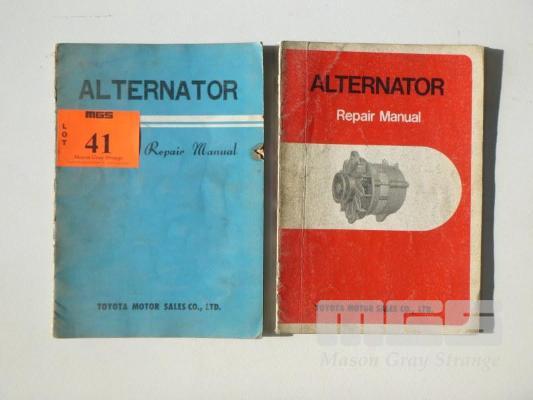 ALTERNATOR
MGS
LOT
41
Mason Gray Strange
Repair Manual
TOYOTA MOTOR SALES CO., LTD.
ALTERNATOR
Repair Manual
TOYOTA MOTOR SALES CO., LTD.
MGS
Mason Gray Strange